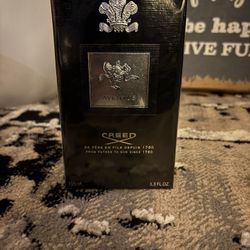 IVE FU
AVENTUS
CREED
DE PÈRE EN FILS DEPUIS 1760
FROM FATHER TO SON SINCE 1760
3.3 FL.OZ.